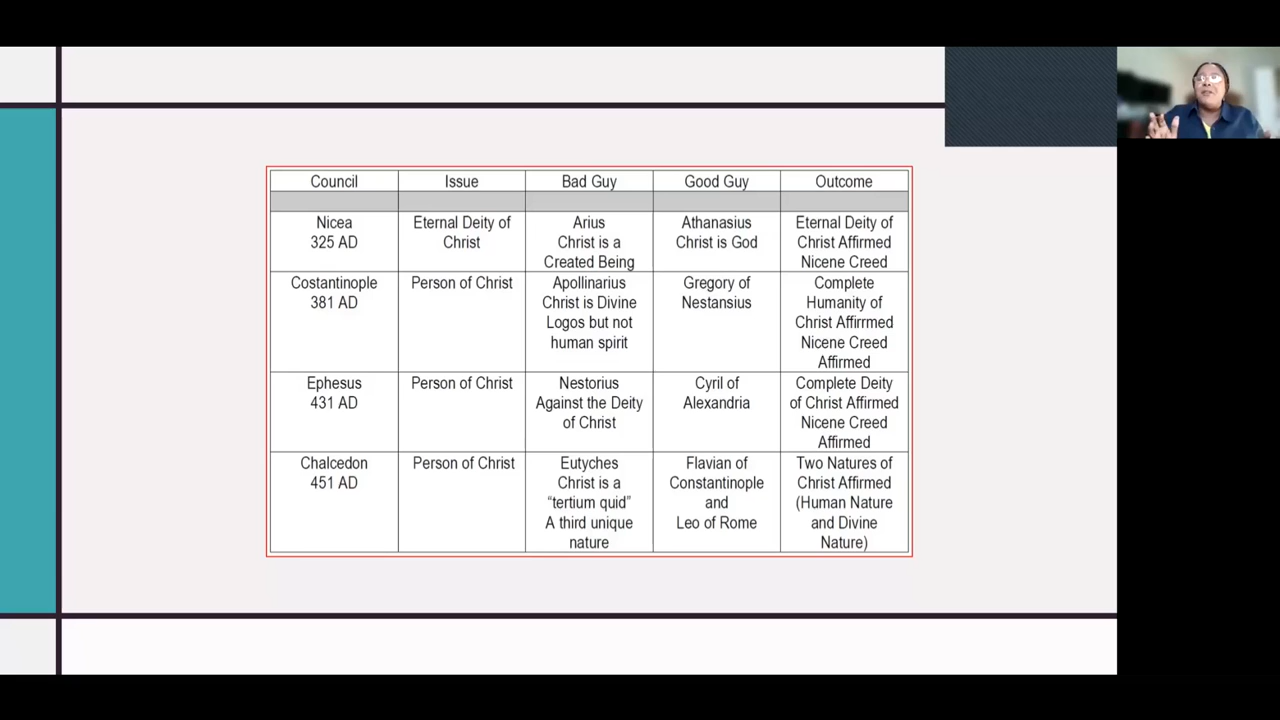 Council Issue Bad Guy Good Guy Outcome
Nicea
325 AD
Eternal Deity of
Christ
Arius
Christ is a
Created Being
Athanasius
Christ is God
Eternal Deity of
Christ Affirmed
Nicene Creed
Costantinople
381 AD
Person of Christ
Apollinarius
Christ is Divine
Logos but not
human spirit
Gregory of
Nestansius
Complete
Humanity of
Christ Affirrmed
Nicene Creed
Affirmed
Ephesus
431 AD
Person of Christ
Nestorius
Against the Deity
of Christ
Cyril of
Alexandria
Complete Deity
of Christ Affirmed
Nicene Creed
Affirmed
Chalcedon
451 AD
Person of Christ
Eutyches
Christ is a
“tertium quid”
A third unique
nature
Flavian of
Constantinople
and
Leo of Rome
Two Natures of
Christ Affirmed
(Human Nature
and Divine
Nature)